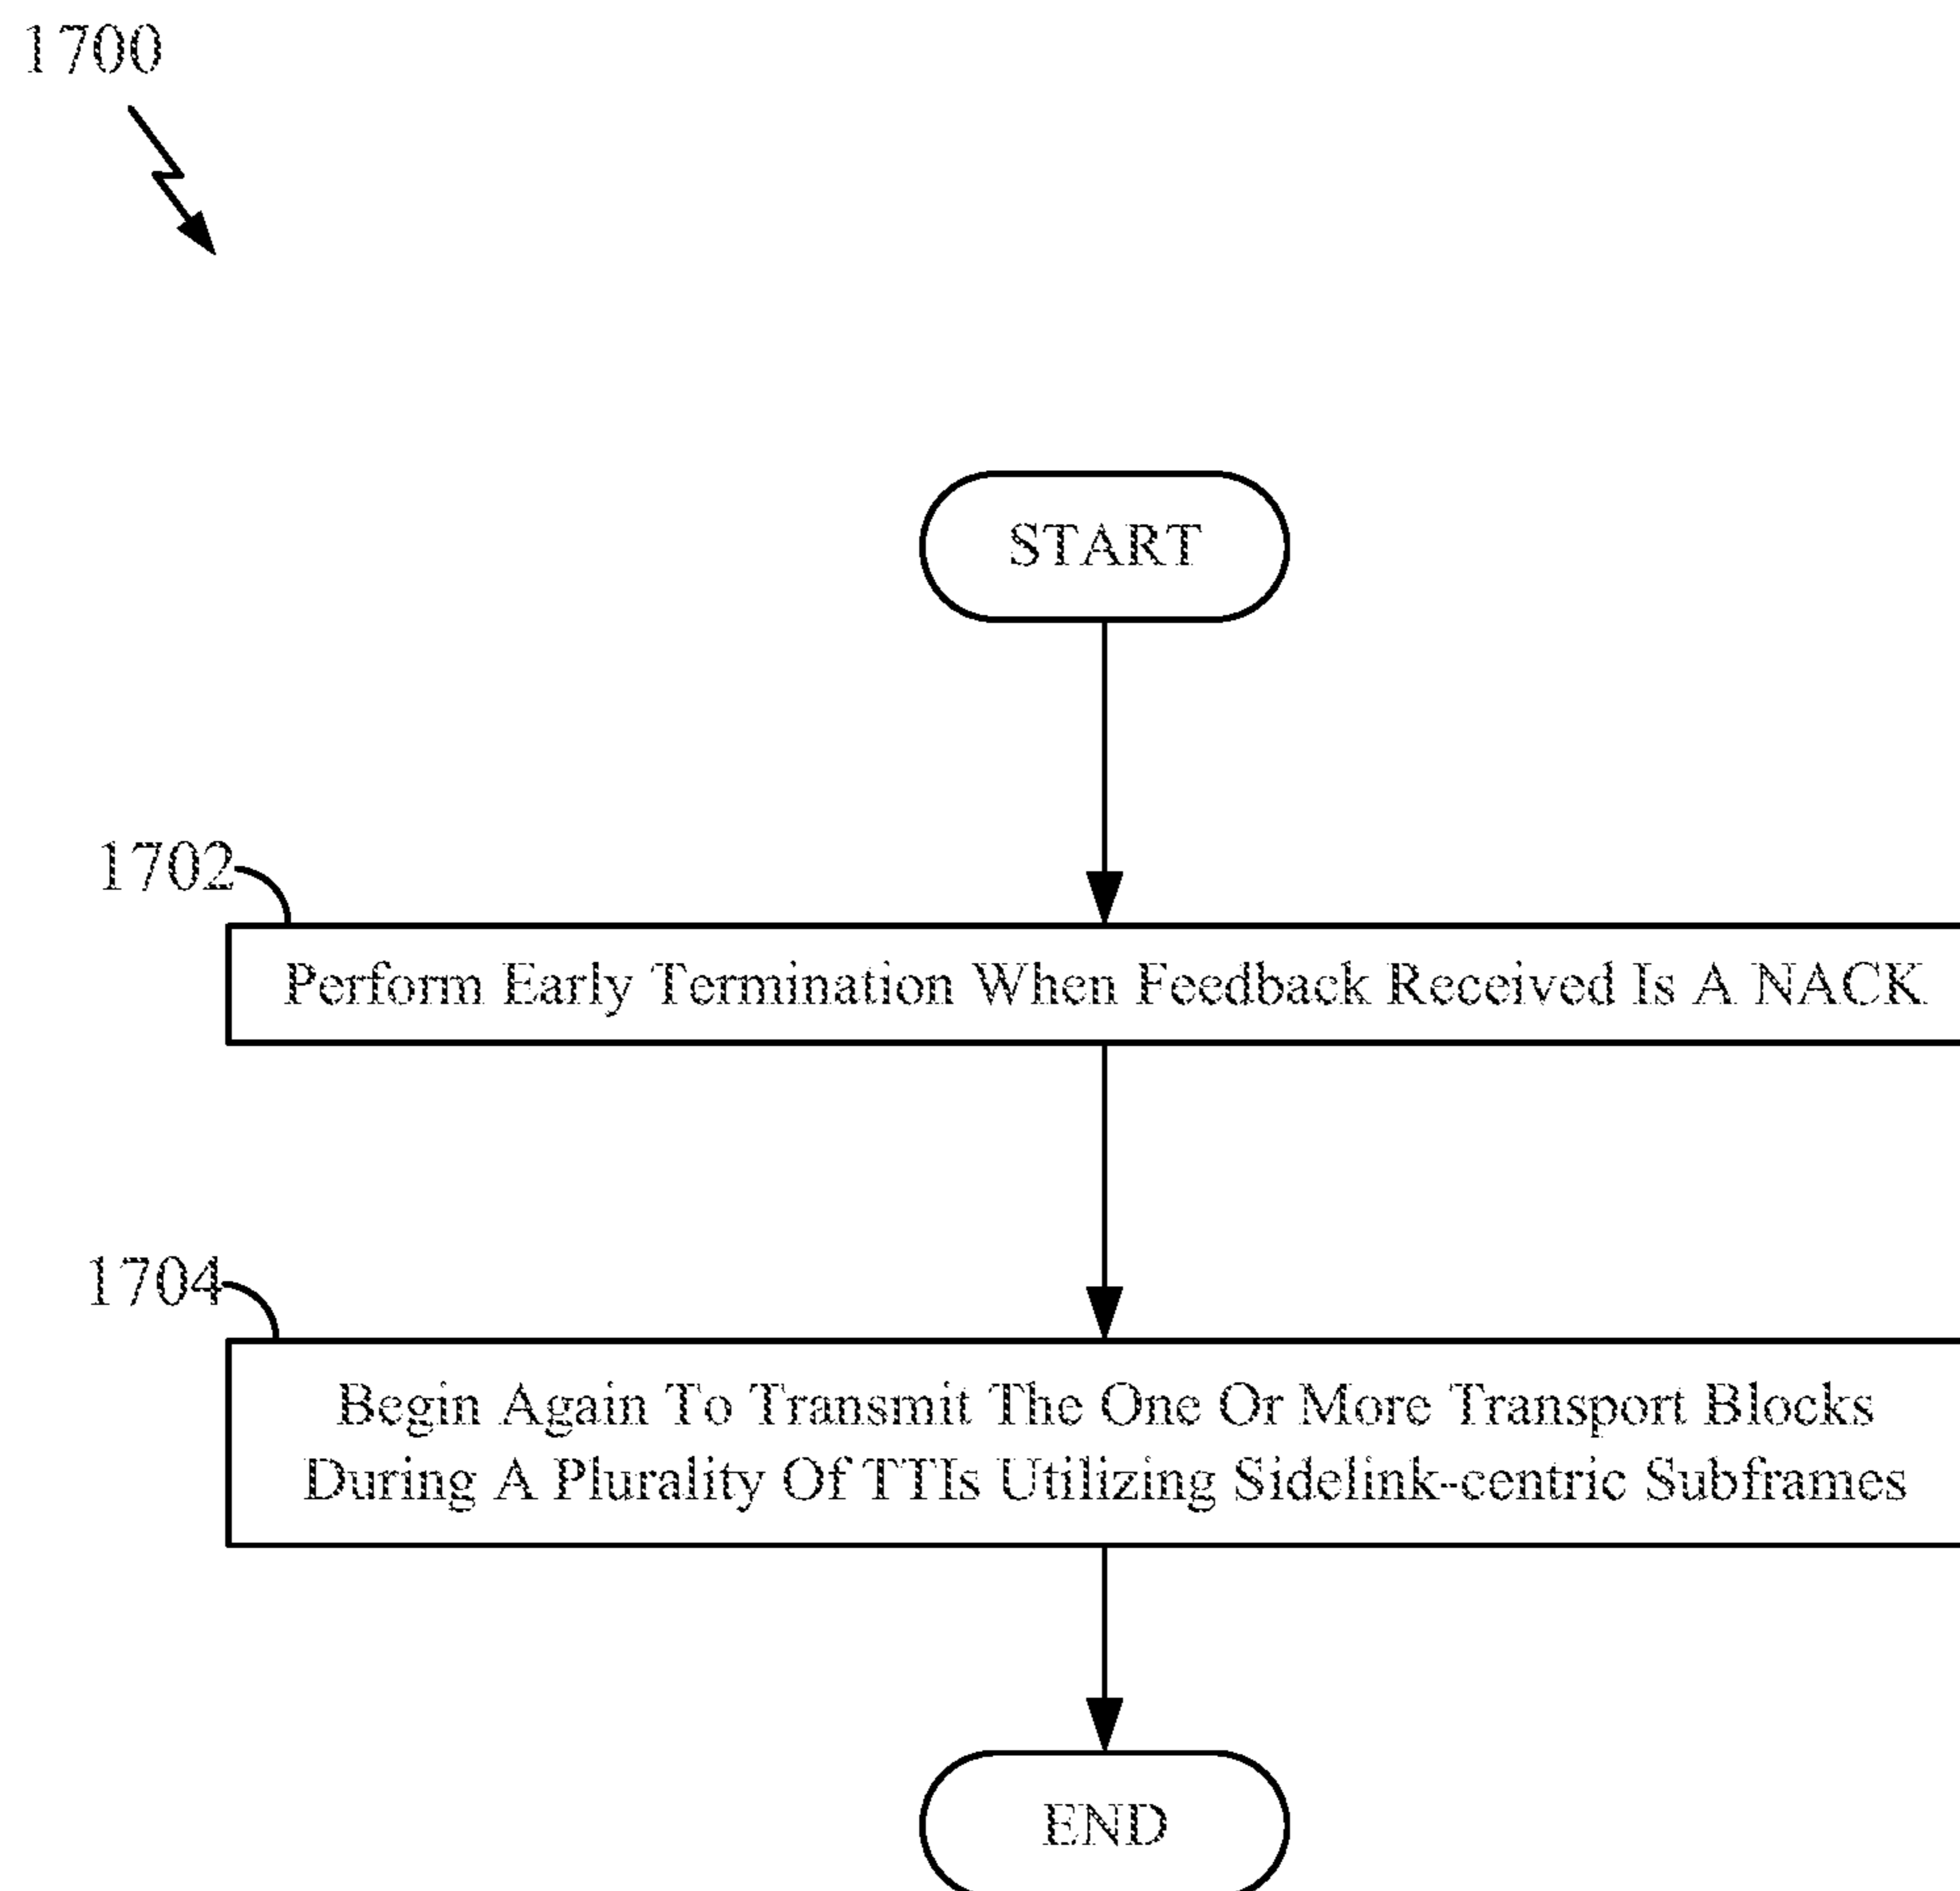 1700
START
1702
Perform Early Termination When Feedback Received Is A NACK
1704
Begin Again To Transmit The One Or More Transport Blocks
During A Plurality Of TTIs Utilizing Sidelink-centric Subframes
END